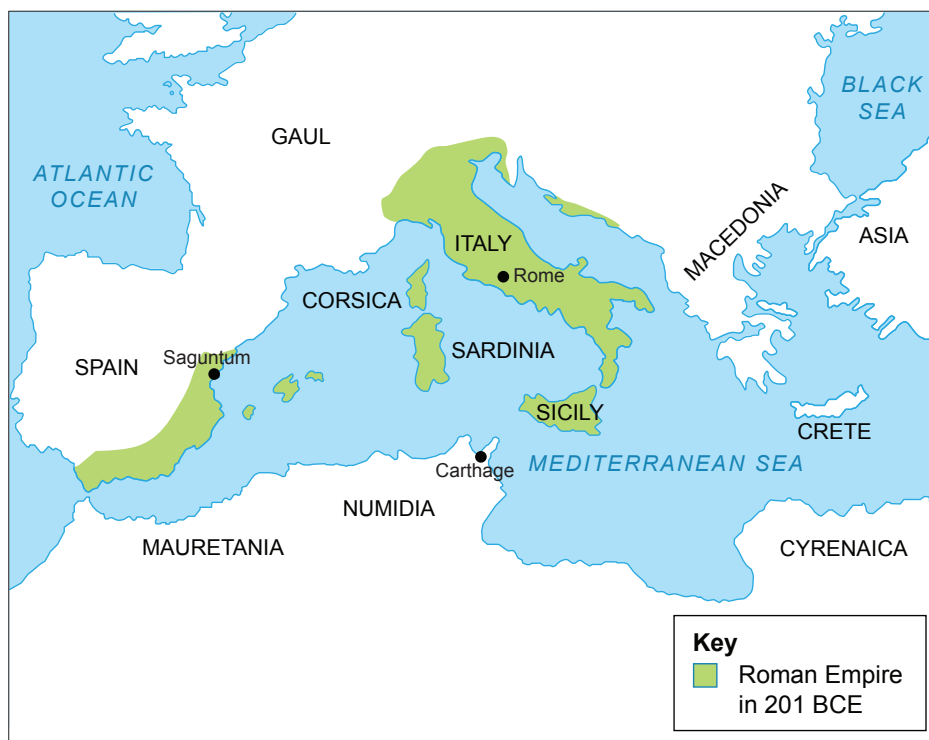 BLACK
SEA
GAUL
ATLANTIC
OCEAN
MACEDONIA
ASIA
ITALY
Rome
CORSICA
SARDINIA
SPAIN
Saguntum
SICILY
CRETE
Carthage
MEDITERRANEAN SEA
NUMIDIA
MAURETANIA
CYRENAICA
Key
Roman Empire
in 201 BCE